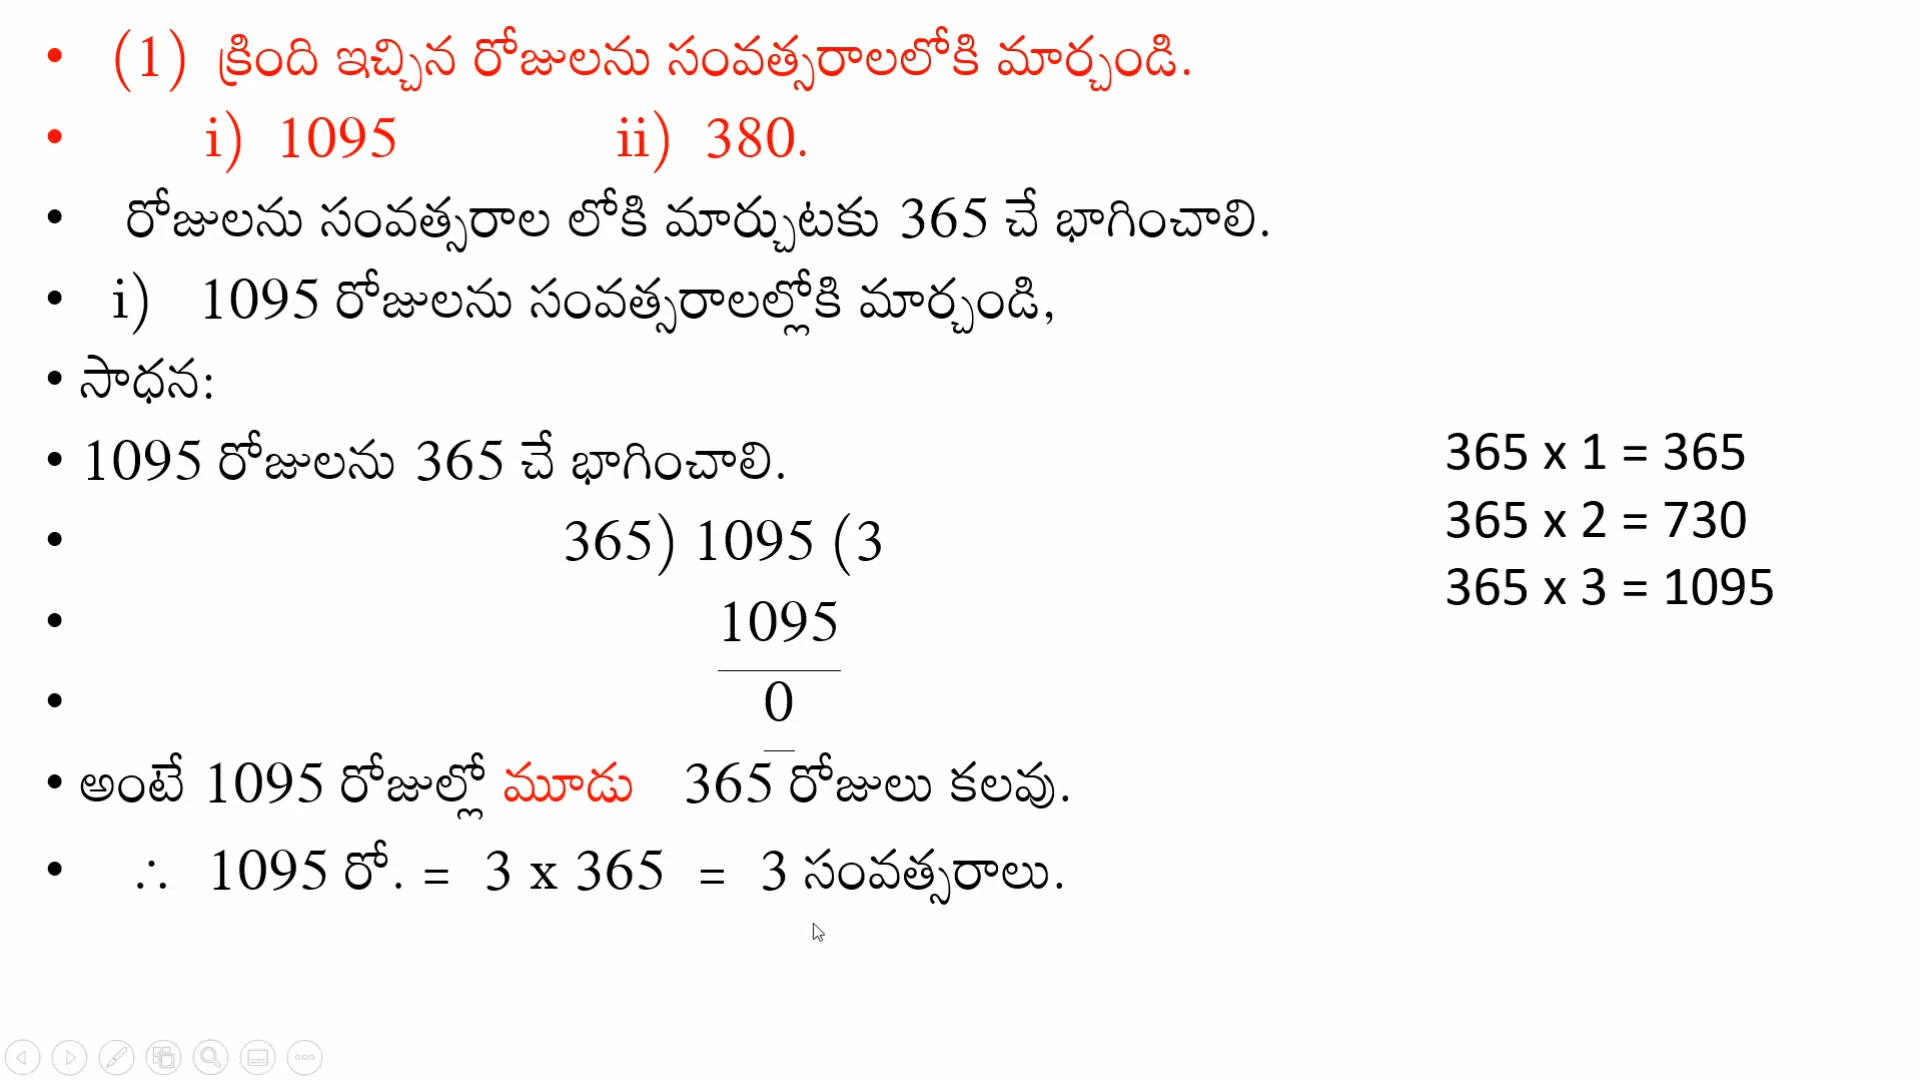 • (1) క్రింది ఇచ్చిన రోజులను సంవత్సరాలలోకి మార్చండి.
• i) 1095 ii) 380.
• రోజులను సంవత్సరాల లోకి మార్చుటకు 365 చే భాగించాలి.
• i) 1095 రోజులను సంవత్సరాలల్లోకి మార్చండి,
• సాధన:
• 1095 రోజులను 365 చే భాగించాలి.
• 365) 1095 (3
• 1095
• 0
• అంటే 1095 రోజుల్లో మూడు 365 రోజులు కలవు.
• ∴ 1095 రో. = 3 x 365 = 3 సంవత్సరాలు.
365 x 1 = 365
365 x 2 = 730
365 x 3 = 1095